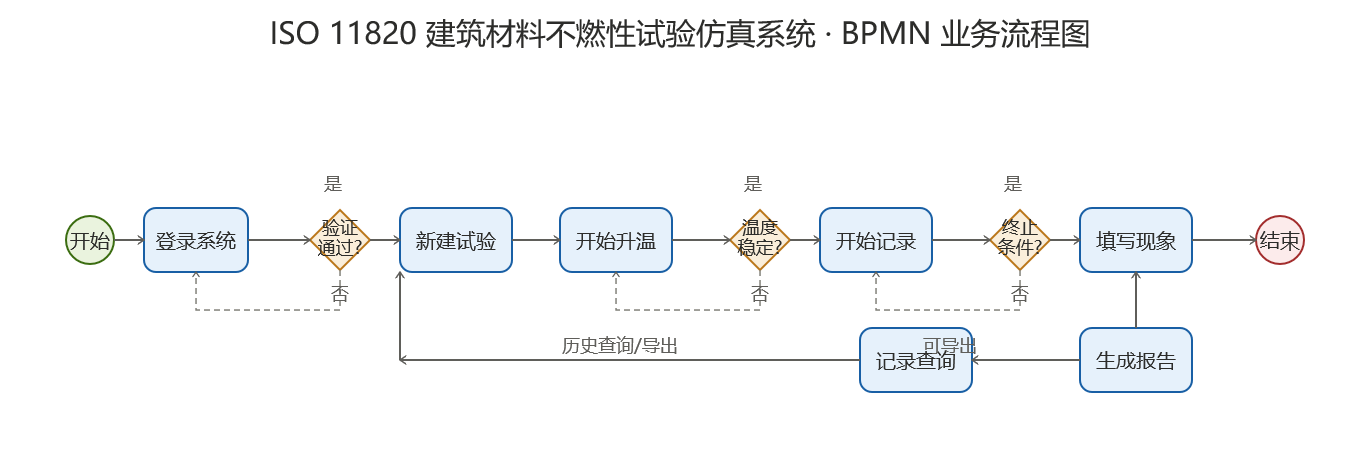 ISO 11820 建筑材料不燃性试验仿真系统 · BPMN 业务流程图
是
是
是
开始
登录系统
验证
通过?
新建试验
开始升温
温度
稳定?
开始记录
终止
条件?
填写现象
结束
否
否
否
历史查询/导出
可导出
记录查询
生成报告